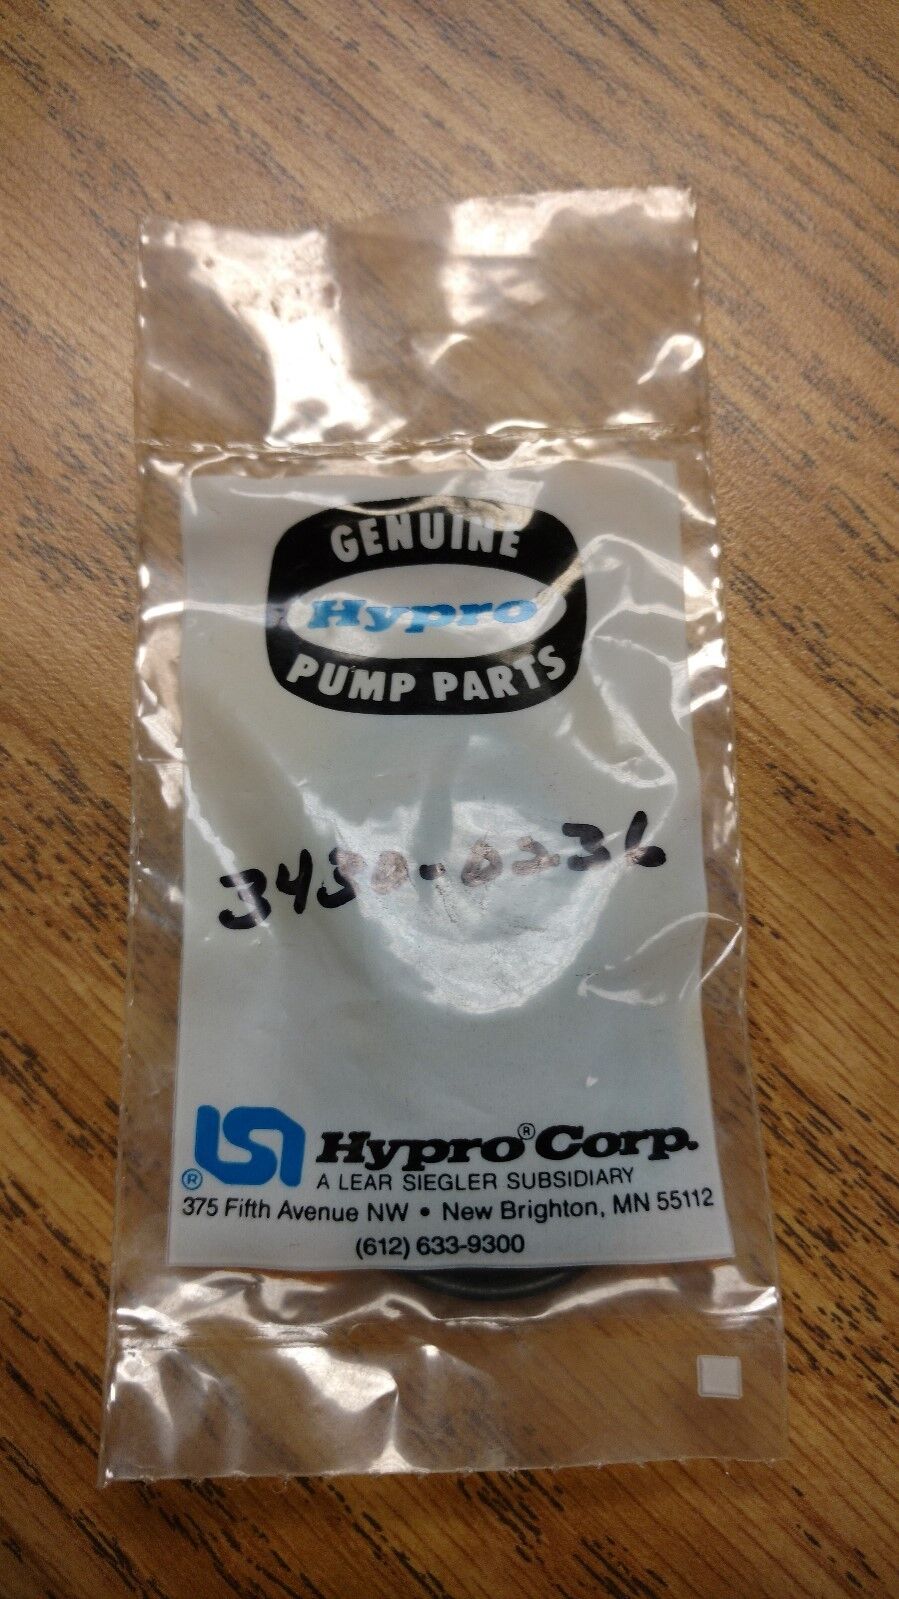 GENUINE
Hypro
PUMP PARTS
3430-0236
LSI Hypro® Corp.
® A LEAR SIEGLER SUBSIDIARY
375 Fifth Avenue NW • New Brighton, MN 55112
(612) 633-9300